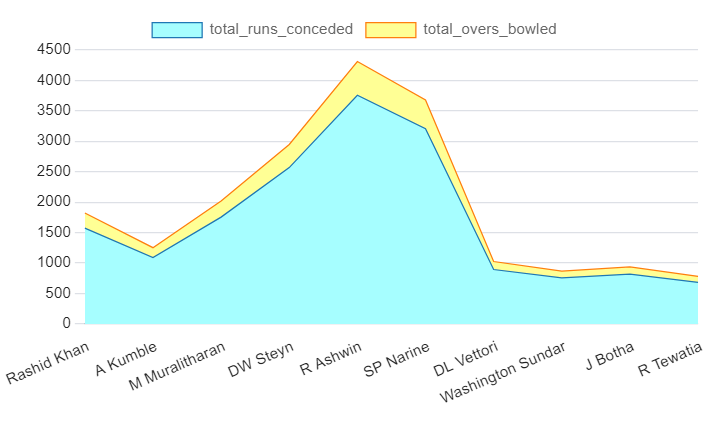 total_runs_conceded total_overs_bowled
4500
4000
3500
3000
2500
2000
1500
1000
500
0
Rashid Khan
A Kumble
M Muralitharan
DW Steyn
R Ashwin
SP Narine
DL Vettori
Washington Sundar
J Botha
R Tewatia